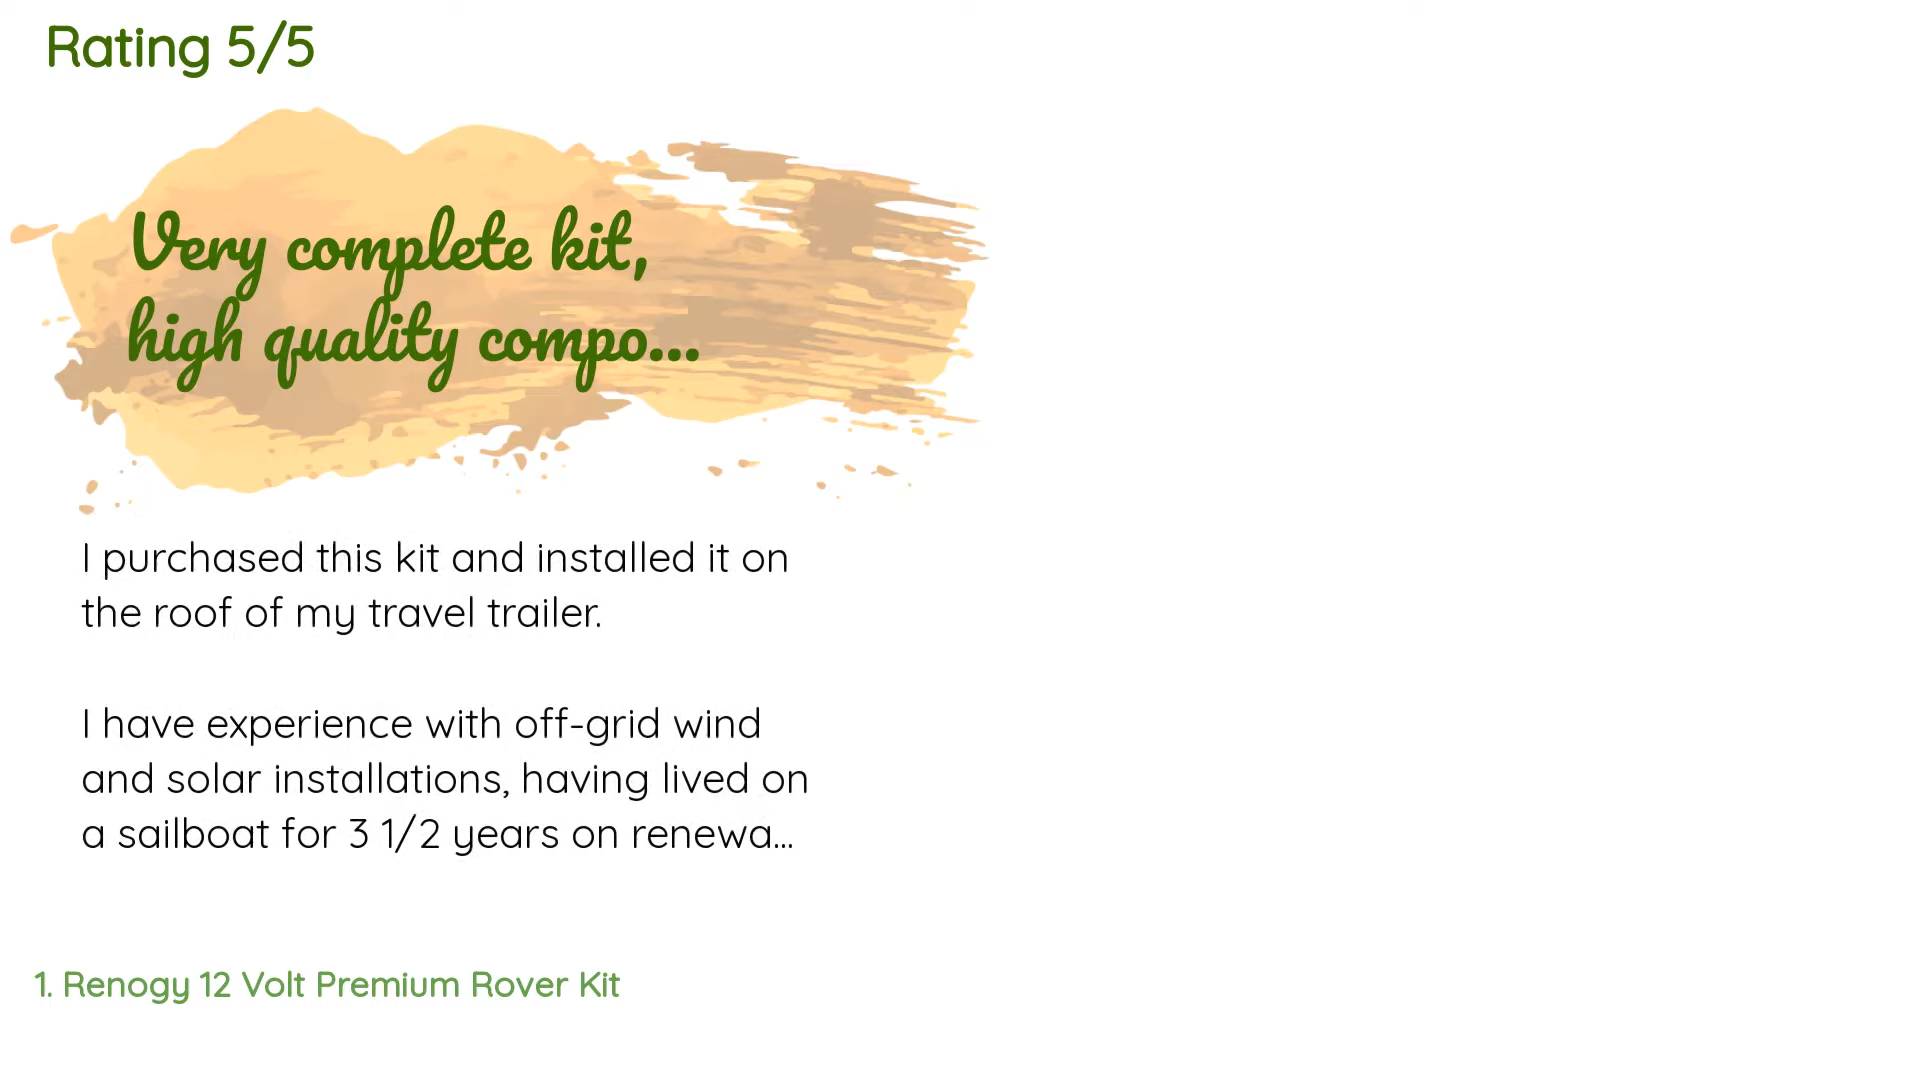 Rating 5/5
Very complete kit,
high quality compo...
I purchased this kit and installed it on
the roof of my travel trailer.
I have experience with off-grid wind
and solar installations, having lived on
a sailboat for 3 1/2 years on renewa...
1. Renogy 12 Volt Premium Rover Kit